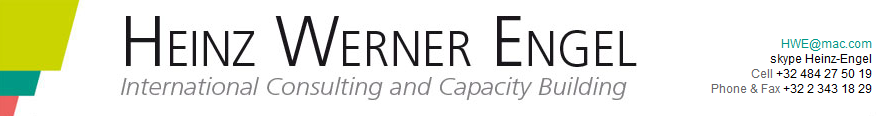 HEINZ WERNER ENGEL
International Consulting and Capacity Building
HWE@mac.com
skype Heinz-Engel
Cell +32 484 27 50 19
Phone & Fax +32 2 343 18 29